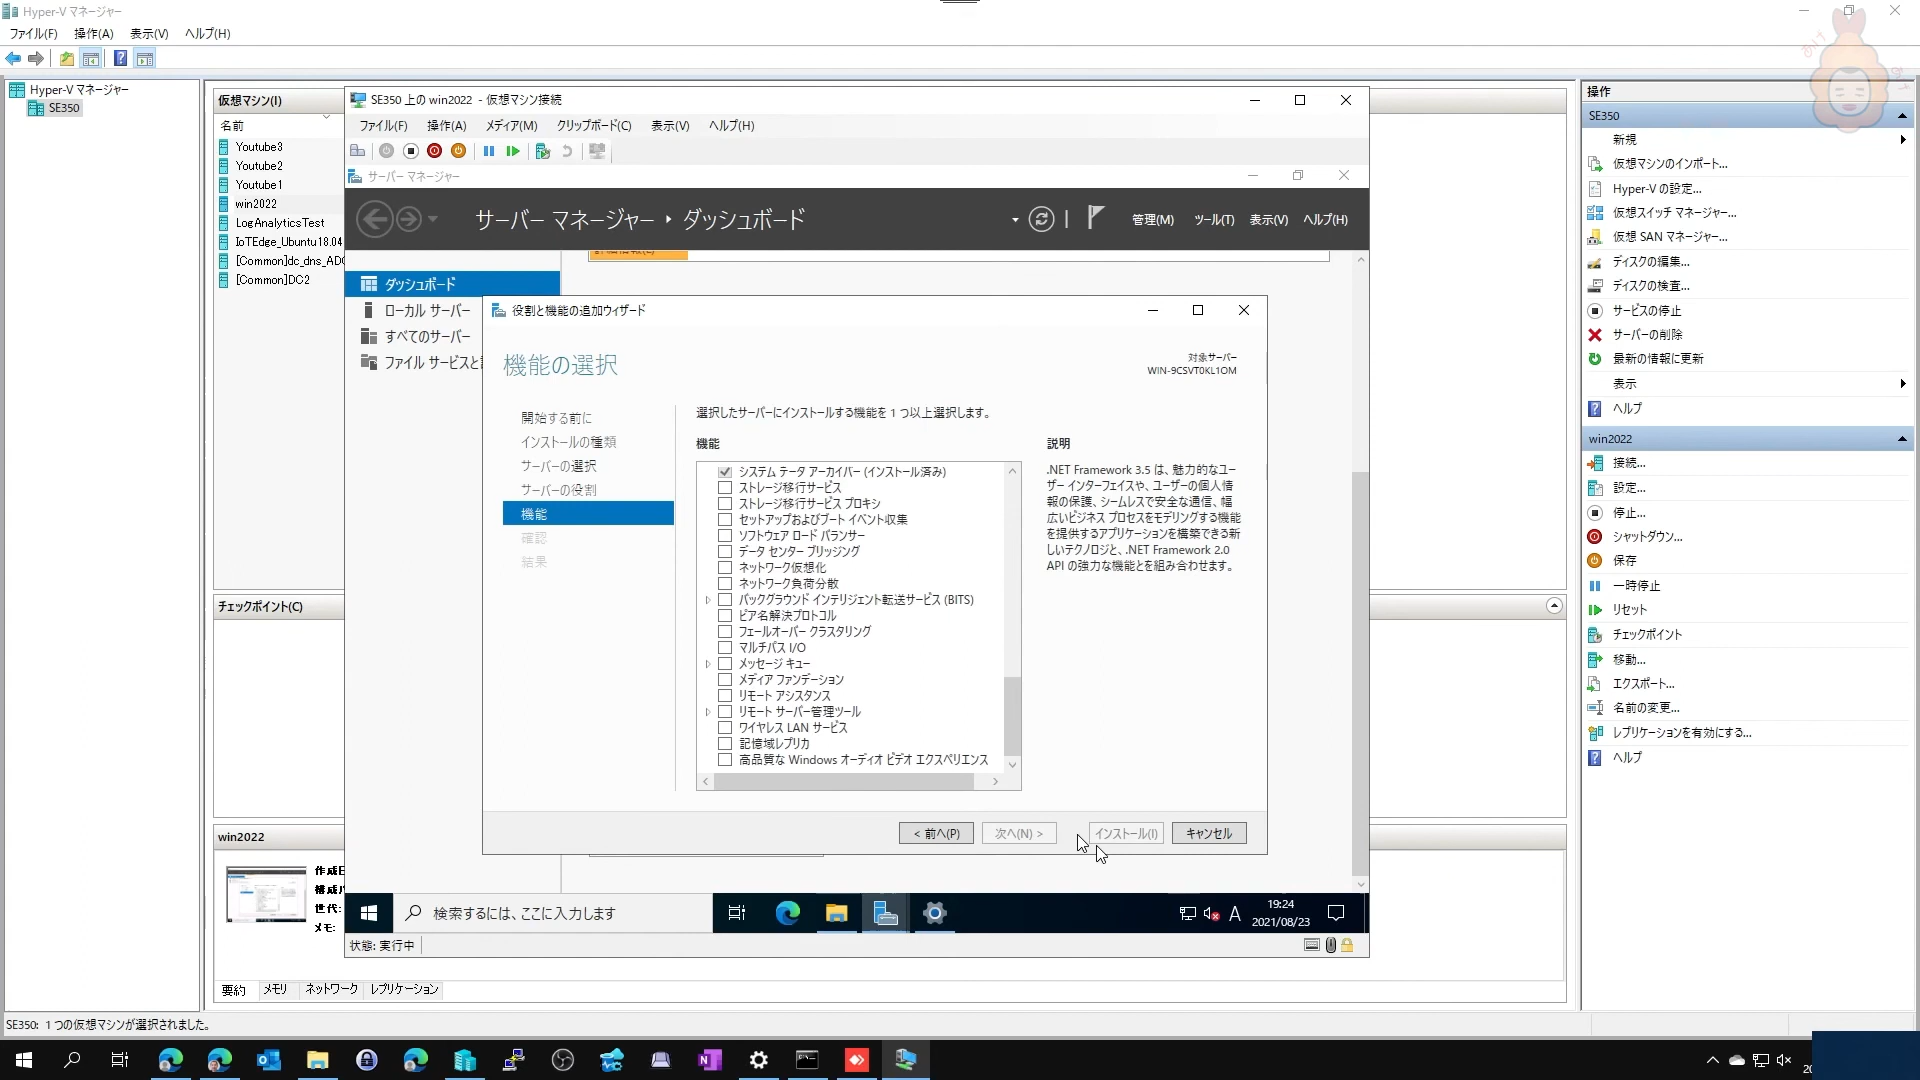 Hyper-V マネージャー
ファイル(F) 操作(A) 表示(V) ヘルプ(H)
Hyper-V マネージャー
SE350
仮想マシン(I)
名前
Youtube3
Youtube2
Youtube1
win2022
LogAnalyticsTest
IoTEdge_Ubuntu18.04
[Common]dc_dns_ADC
[Common]DC2
チェックポイント(C)
win2022
作成日
構成バ
世代:
メモ:
要約 メモリ ネットワーク レプリケーション
SE350: 1 つの仮想マシンが選択されました。
SE350 上の win2022 - 仮想マシン接続
ファイル(F) 操作(A) メディア(M) クリップボード(C) 表示(V) ヘルプ(H)
サーバー マネージャー
サーバー マネージャー ・ ダッシュボード
管理(M) ツール(T) 表示(V) ヘルプ(H)
ダッシュボード
ローカル サーバー
すべてのサーバー
ファイル サービスと
役割と機能の追加ウィザード
機能の選択
対象サーバー
WIN-9CSVT0KL1OM
開始する前に
インストールの種類
サーバーの選択
サーバーの役割
機能
確認
結果
選択したサーバーにインストールする機能を 1 つ以上選択します。
機能
システム データ アーカイバー (インストール済み)
ストレージ移行サービス
ストレージ移行サービス プロキシ
セットアップおよびブート イベント収集
ソフトウェア ロード バランサー
データ センター ブリッジング
ネットワーク仮想化
ネットワーク負荷分散
バックグラウンド インテリジェント転送サービス (BITS)
ピア名解決プロトコル
フェールオーバー クラスタリング
マルチパス I/O
メッセージ キュー
メディア ファンデーション
リモート アシスタンス
リモート サーバー管理ツール
ワイヤレス LAN サービス
記憶域レプリカ
高品質な Windows オーディオ ビデオ エクスペリエンス
説明
.NET Framework 3.5 は、魅力的なユー
ザー インターフェイスや、ユーザーの個人情
報の保護、シームレスで安全な通信、幅
広いビジネス プロセスをモデリングする機能
を提供するアプリケーションを構築できる新
しいテクノロジと、.NET Framework 2.0
API の強力な機能とを組み合わせます。
< 前へ(P) 次へ(N) > インストール(I) キャンセル
検索するには、ここに入力します
A
19:24
2021/08/23
状態: 実行中
操作
SE350
新規
仮想マシンのインポート...
Hyper-V の設定...
仮想スイッチ マネージャー...
仮想 SAN マネージャー...
ディスクの編集...
ディスクの検査...
サービスの停止
サーバーの削除
最新の情報に更新
表示
ヘルプ
win2022
接続...
設定...
停止...
シャットダウン...
保存
一時停止
リセット
チェックポイント
移動...
エクスポート...
名前の変更...
レプリケーションを有効にする...
ヘルプ